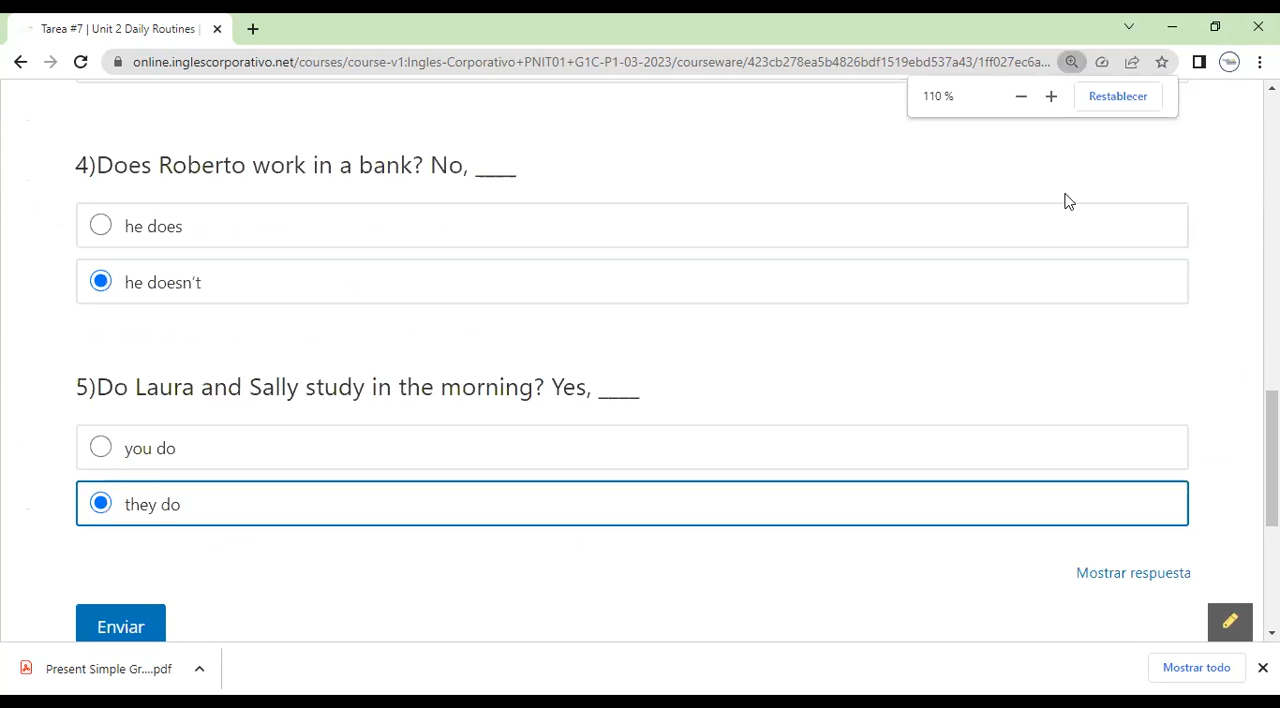 Tarea #7 | Unit 2 Daily Routines |
online.inglescorporativo.net/courses/course-v1:Ingles-Corporativo+PNIT01+G1C-P1-03-2023/courseware/423cb278ea5b4826bdf1519ebd537a43/1ff027ec6a...
110 %
Restablecer
4)Does Roberto work in a bank? No, ____
he does
he doesn’t
5)Do Laura and Sally study in the morning? Yes, ____
you do
they do
Mostrar respuesta
Enviar
Present Simple Gr....pdf
Mostrar todo